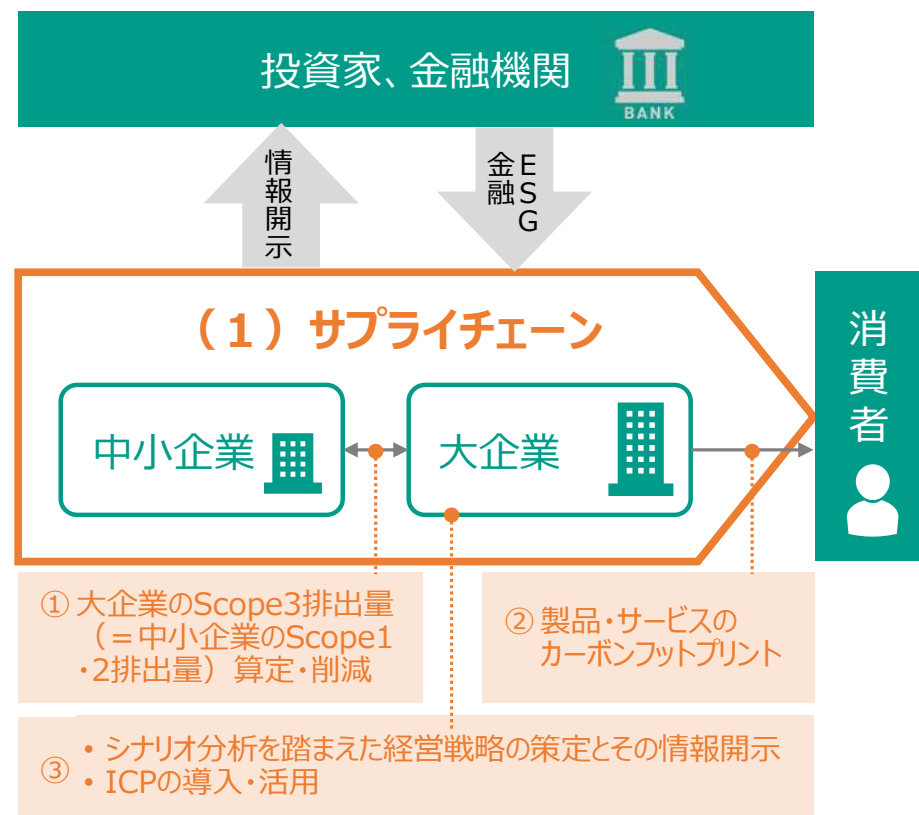 投資家、金融機関
BANK
情報開示
ESG
金融
（１）サプライチェーン
中小企業
大企業
消費者
① 大企業のScope3排出量
（＝中小企業のScope1
・2排出量）算定・削減
② 製品・サービスの
カーボンフットプリント
③
• シナリオ分析を踏まえた経営戦略の策定とその情報開示
• ICPの導入・活用